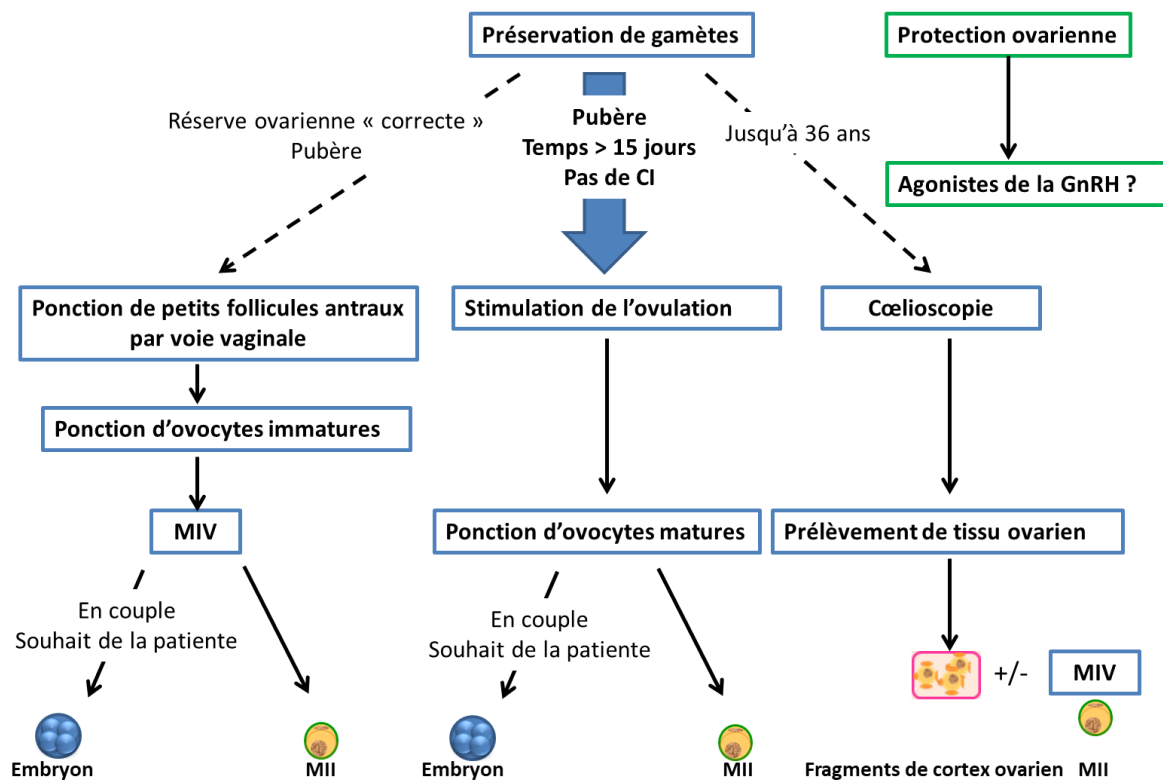 Préservation de gamètes
Protection ovarienne
Réserve ovarienne « correcte »
Pubère
Pubère
Temps > 15 jours
Pas de CI
Jusqu'à 36 ans
Agonistes de la GnRH ?
Ponction de petits follicules antraux
par voie vaginale
Stimulation de l'ovulation
Cœlioscopie
Ponction d'ovocytes immatures
MIV
Ponction d'ovocytes matures
Prélèvement de tissu ovarien
En couple
Souhait de la patiente
En couple
Souhait de la patiente
+/-
MIV
Embryon
MII
Embryon
MII
Fragments de cortex ovarien
MII